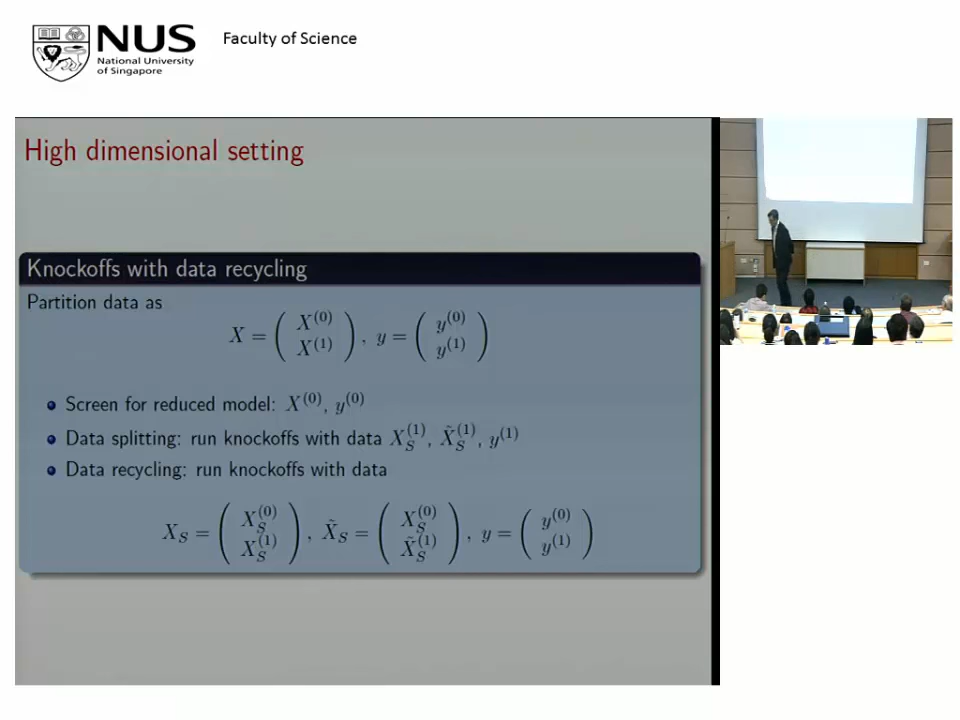 NUS
National University
of Singapore
Faculty of Science
High dimensional setting
Knockoffs with data recycling
Partition data as
X = ( X^(0) X^(1) ), y = ( y^(0) y^(1) )
Screen for reduced model: X^(0), y^(0)
Data splitting: run knockoffs with data X_S^(1), X̃_S^(1), y^(1)
Data recycling: run knockoffs with data
X_S = ( X_S^(0) X_S^(1) ), X̃_S = ( X_S^(0) X̃_S^(1) ), y = ( y^(0) y^(1) )